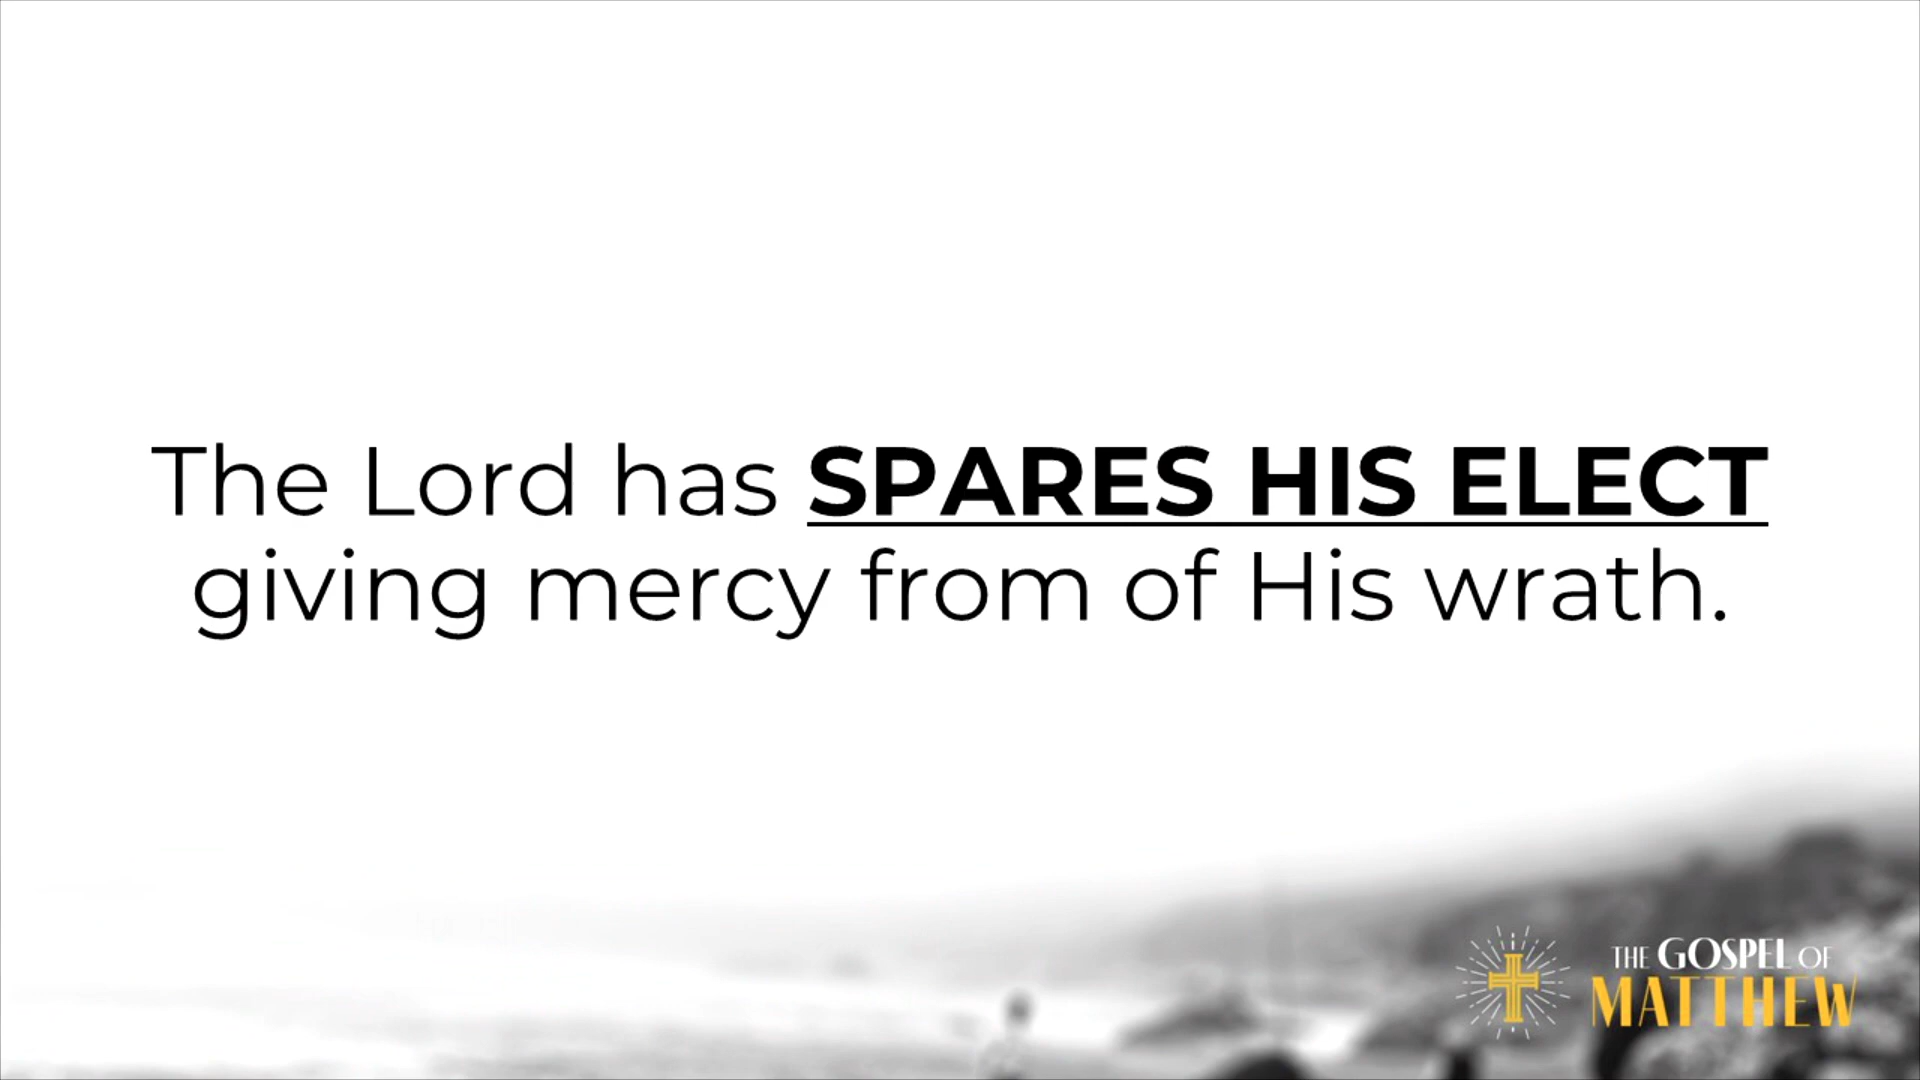 The Lord has SPARES HIS ELECT
giving mercy from of His wrath.
THE GOSPEL OF
MATTHEW